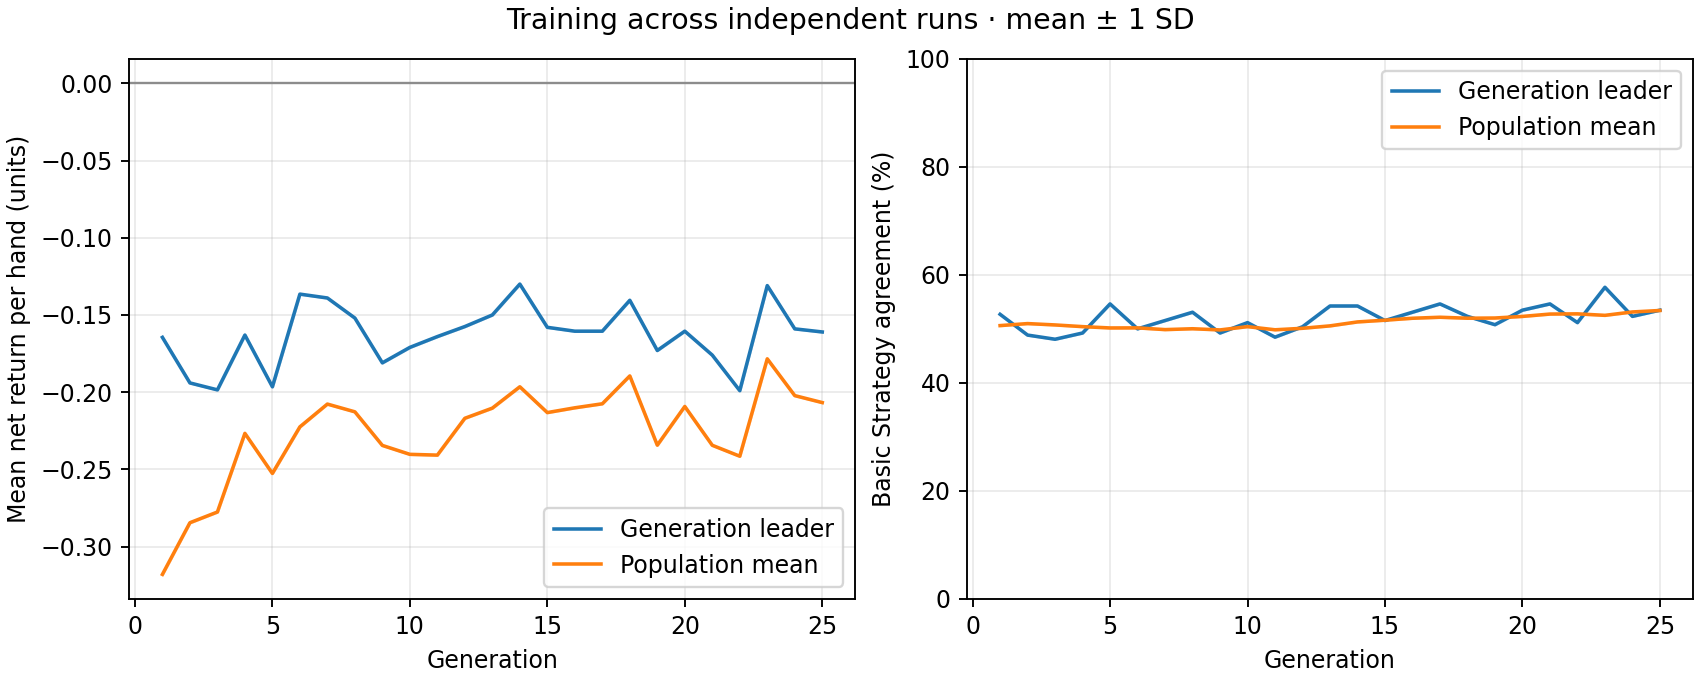 Training across independent runs · mean ± 1 SD
Mean net return per hand (units)
0.00
−0.05
−0.10
−0.15
−0.20
−0.25
−0.30
Generation leader
Population mean
0 5 10 15 20 25
Generation
Basic Strategy agreement (%)
100
80
60
40
20
0
Generation leader
Population mean
0 5 10 15 20 25
Generation